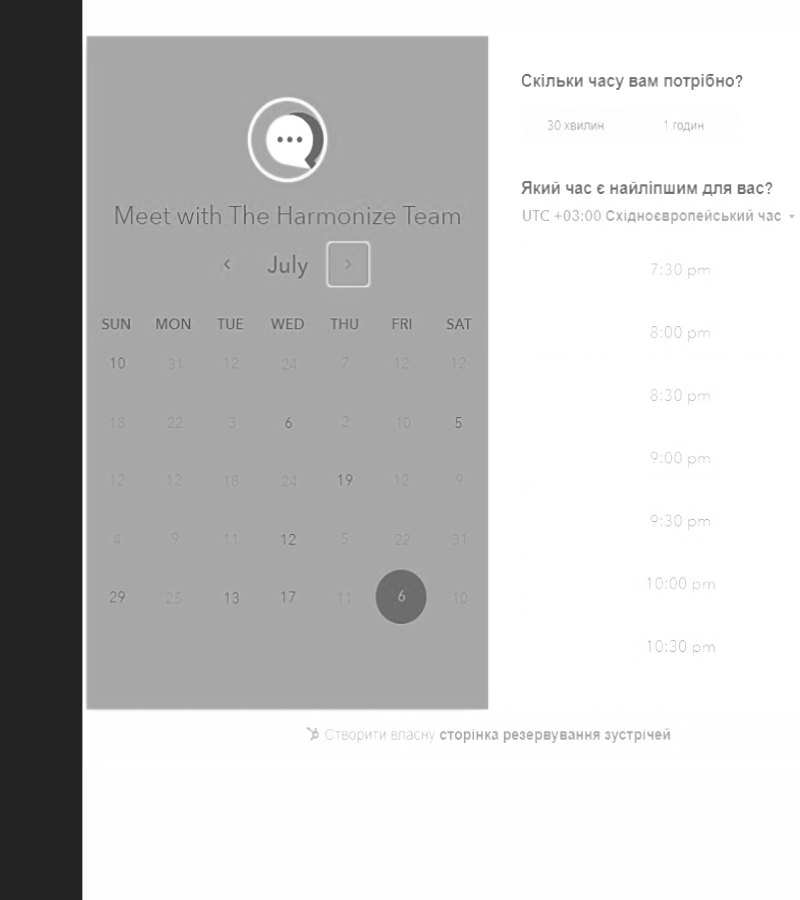 Meet with The Harmonize Team
July
SUN MON TUE WED THU FRI SAT
10 31 12 24 7 12 12
18 22 3 6 2 10 5
12 12 18 24 19 12 9
4 9 11 12 5 22 31
29 25 13 17 11 6 10
Скільки часу вам потрібно?
30 хвилин 1 годин
Який час є найліпшим для вас?
UTC +03:00 Східноєвропейський час
7:30 pm
8:00 pm
8:30 pm
9:00 pm
9:30 pm
10:00 pm
10:30 pm
Створити власну сторінка резервування зустрічей